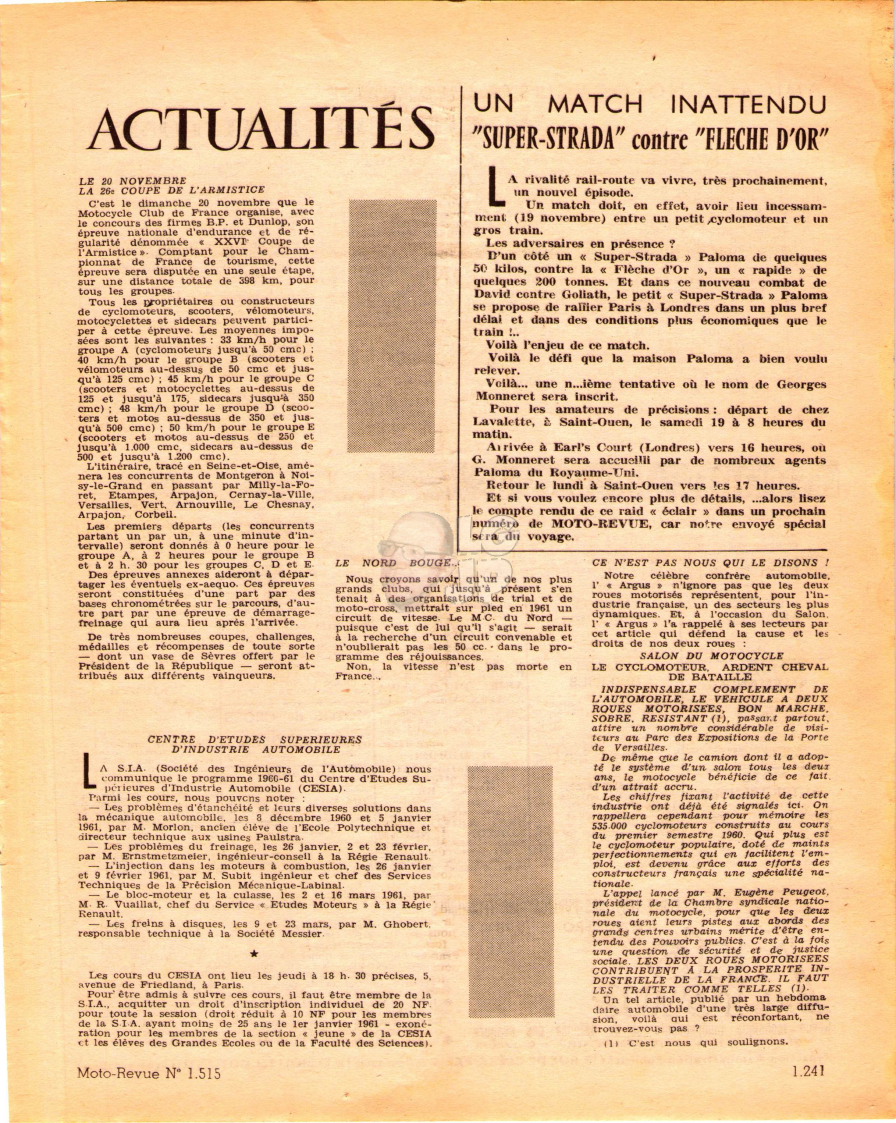 ACTUALITÉS
LE 20 NOVEMBRE
LA 26e COUPE DE L'ARMISTICE
C'est le dimanche 20 novembre que le
Motocycle Club de France organise, avec
le concours des firmes B.P. et Dunlop, son
épreuve nationale d'endurance et de ré-
gularité dénommée « XXVIe Coupe de
l'Armistice ». Comptant pour le Cham-
pionnat de France de tourisme, cette
épreuve sera disputée en une seule étape,
sur une distance totale de 398 km, pour
tous les groupes.
Tous les propriétaires ou constructeurs
de cyclomoteurs, scooters, vélomoteurs,
motocyclettes et sidecars peuvent partici-
per à cette épreuve. Les moyennes impo-
sées sont les suivantes : 33 km/h pour le
groupe A (cyclomoteurs jusqu'à 50 cmc) ;
40 km/h pour le groupe B (scooters et
vélomoteurs au-dessus de 50 cmc et jus-
qu'à 125 cmc) ; 45 km/h pour le groupe C
(scooters et motocyclettes au-dessus de
125 et jusqu'à 175, sidecars jusqu'à 350
cmc) ; 48 km/h pour le groupe D (scoo-
ters et motos au-dessus de 350 et jus-
qu'à 500 cmc) ; 50 km/h pour le groupe E
(scooters et motos au-dessus de 250 et
jusqu'à 1.000 cmc, sidecars au-dessus de
500 et jusqu'à 1.200 cmc).
L'itinéraire, tracé en Seine-et-Oise, amè-
nera les concurrents de Montgeron à Noi-
sy-le-Grand en passant par Milly-la-Fo-
ret, Etampes, Arpajon, Cernay-la-Ville,
Versailles, Vert, Arnouville, Le Chesnay,
Arpajon, Corbeil.
Les premiers départs (les concurrents
partant un par un, à une minute d'in-
tervalle) seront donnés à 0 heure pour le
groupe A, à 2 heures pour le groupe B
et à 2 h. 30 pour les groupes C, D et E.
Des épreuves annexes aideront à dépar-
tager les éventuels ex-aequo. Ces épreuves
seront constituées d'une part par des
bases chronométrées sur le parcours, d'au-
tre part par une épreuve de démarrage-
freinage qui aura lieu après l'arrivée.
De très nombreuses coupes, challenges,
médailles et récompenses de toute sorte
— dont un vase de Sèvres offert par le
Président de la République — seront at-
tribués aux différents vainqueurs.
UN MATCH INATTENDU
"SUPER-STRADA" contre "FLECHE D'OR"
LA rivalité rail-route va vivre, très prochainement,
un nouvel épisode.
Un match doit, en effet, avoir lieu incessam-
ment (19 novembre) entre un petit cyclomoteur et un
gros train.
Les adversaires en présence ?
D'un côté un « Super-Strada » Paloma de quelques
50 kilos, contre la « Flèche d'Or », un « rapide » de
quelques 200 tonnes. Et dans ce nouveau combat de
David contre Goliath, le petit « Super-Strada » Paloma
se propose de rallier Paris à Londres dans un plus bref
délai et dans des conditions plus économiques que le
train !..
Voilà l'enjeu de ce match.
Voilà le défi que la maison Paloma a bien voulu
relever.
Voilà... une n...ième tentative où le nom de Georges
Monneret sera inscrit.
Pour les amateurs de précisions : départ de chez
Lavalette, à Saint-Ouen, le samedi 19 à 8 heures du
matin.
Arrivée à Earl's Court (Londres) vers 16 heures, où
G. Monneret sera accueilli par de nombreux agents
Paloma du Royaume-Uni.
Retour le lundi à Saint-Ouen vers les 17 heures.
Et si vous voulez encore plus de détails, ...alors lisez
le compte rendu de ce raid « éclair » dans un prochain
numéro de MOTO-REVUE, car notre envoyé spécial
sera du voyage.
LE NORD BOUGE...
Nous croyons savoir qu'un de nos plus
grands clubs, qui jusqu'à présent s'en
tenait à des organisations de trial et de
moto-cross, mettrait sur pied en 1961 un
circuit de vitesse. Le M.C. du Nord —
puisque c'est de lui qu'il s'agit — serait
à la recherche d'un circuit convenable et
n'oublierait pas les 50 cc. dans le pro-
gramme des réjouissances.
Non, la vitesse n'est pas morte en
France...
CE N'EST PAS NOUS QUI LE DISONS !
Notre célèbre confrère automobile,
l' « Argus » n'ignore pas que les deux
roues motorisés représentent, pour l'in-
dustrie française, un des secteurs les plus
dynamiques. Et, à l'occasion du Salon,
l' « Argus » l'a rappelé à ses lecteurs par
cet article qui défend la cause et les
droits de nos deux roues :
SALON DU MOTOCYCLE
LE CYCLOMOTEUR, ARDENT CHEVAL
DE BATAILLE
INDISPENSABLE COMPLEMENT DE
L'AUTOMOBILE, LE VEHICULE A DEUX
ROUES MOTORISEES, BON MARCHE,
SOBRE, RESISTANT (1), passant partout,
attire un nombre considérable de visi-
teurs au Parc des Expositions de la Porte
de Versailles.
De même que le camion dont il a adop-
té le système d'un salon tous les deux
ans, le motocycle bénéficie de ce fait
d'un attrait accru.
Les chiffres fixant l'activité de cette
industrie ont déjà été signalés ici. On
rappellera cependant pour mémoire les
535.000 cyclomoteurs construits au cours
du premier semestre 1960. Qui plus est
le cyclomoteur populaire, doté de maints
perfectionnements qui en facilitent l'em-
ploi, est devenu grâce aux efforts des
constructeurs français une spécialité na-
tionale.
L'appel lancé par M. Eugène Peugeot,
président de la Chambre syndicale natio-
nale du motocycle, pour que les deux
roues aient leurs pistes aux abords des
grands centres urbains mérite d'être en-
tendu des Pouvoirs publics. C'est à la fois
une question de sécurité et de justice
sociale. LES DEUX ROUES MOTORISEES
CONTRIBUENT A LA PROSPERITE IN-
DUSTRIELLE DE LA FRANCE. IL FAUT
LES TRAITER COMME TELLES (1).
Un tel article, publié par un hebdoma
daire automobile d'une très large diffu-
sion, voilà qui est réconfortant, ne
trouvez-vous pas ?
(1) C'est nous qui soulignons.
CENTRE D'ETUDES SUPERIEURES
D'INDUSTRIE AUTOMOBILE
LA S.I.A. (Société des Ingénieurs de l'Automobile) nous
communique le programme 1960-61 du Centre d'Etudes Su-
périeures d'Industrie Automobile (CESIA).
Parmi les cours, nous pouvons noter :
— Les problèmes d'étanchéité et leurs diverses solutions dans
la mécanique automobile, les 8 décembre 1960 et 5 janvier
1961, par M. Morlon, ancien élève de l'Ecole Polytechnique et
directeur technique aux usines Paulstra.
— Les problèmes du freinage, les 26 janvier, 2 et 23 février,
par M. Ernstmetzmeier, ingénieur-conseil à la Régie Renault.
— L'injection dans les moteurs à combustion, les 26 janvier
et 9 février 1961, par M. Subit ingénieur et chef des Services
Techniques de la Précision Mécanique-Labinal.
— Le bloc-moteur et la culasse, les 2 et 16 mars 1961, par
M. R. Vuaillat, chef du Service « Etudes Moteurs » à la Régie
Renault.
— Les freins à disques, les 9 et 23 mars, par M. Ghobert,
responsable technique à la Société Messier.
★
Les cours du CESIA ont lieu les jeudi à 18 h. 30 précises, 5,
avenue de Friedland, à Paris.
Pour être admis à suivre ces cours, il faut être membre de la
S.I.A., acquitter un droit d'inscription individuel de 20 NF.
pour toute la session (droit réduit à 10 NF pour les membres
de la S.I.A. ayant moins de 25 ans le 1er janvier 1961 - exoné-
ration pour les membres de la section « jeune » de la CESIA
et les élèves des Grandes Ecoles ou de la Faculté des Sciences).
Moto-Revue N° 1.515
1.241